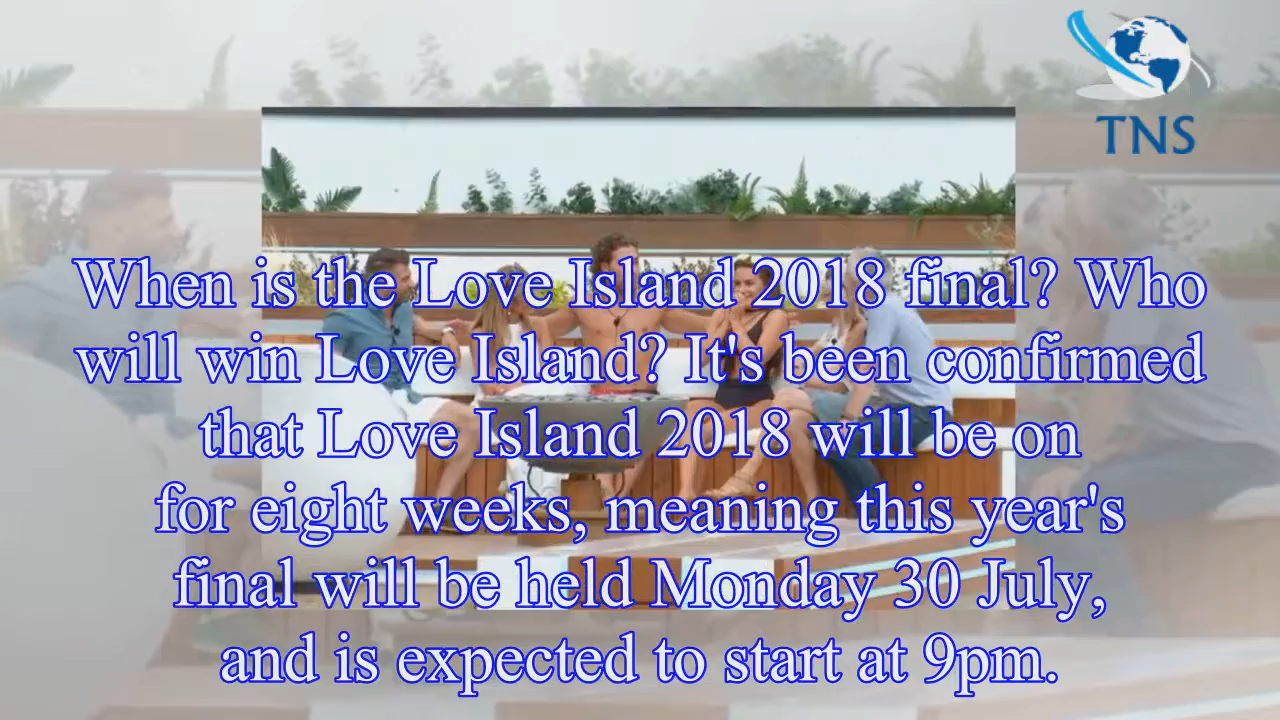 TNS
When is the Love Island 2018 final? Who
will win Love Island? It's been confirmed
that Love Island 2018 will be on
for eight weeks, meaning this year's
final will be held Monday 30 July,
and is expected to start at 9pm.